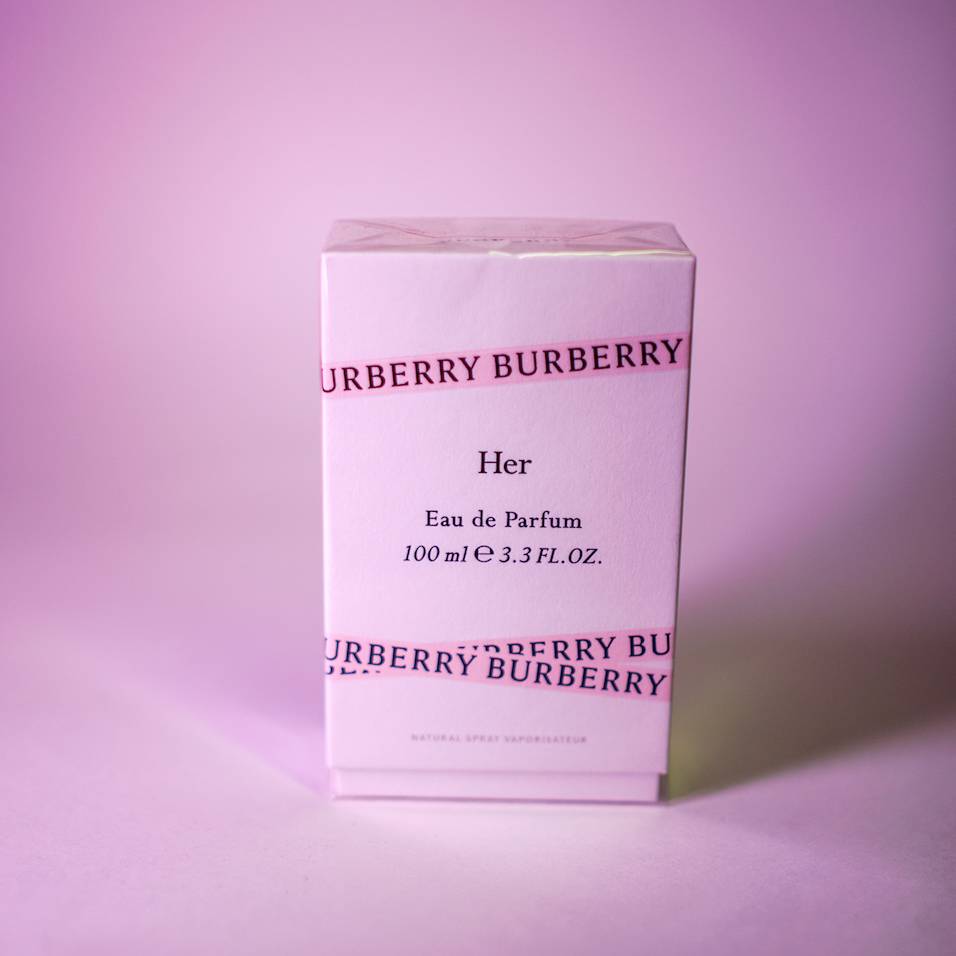 URBERRY BURBERRY
Her
Eau de Parfum
100 ml ℮ 3.3 FL.OZ.
URBERRY BU
URBERRY BURBERRY
NATURAL SPRAY VAPORISATEUR